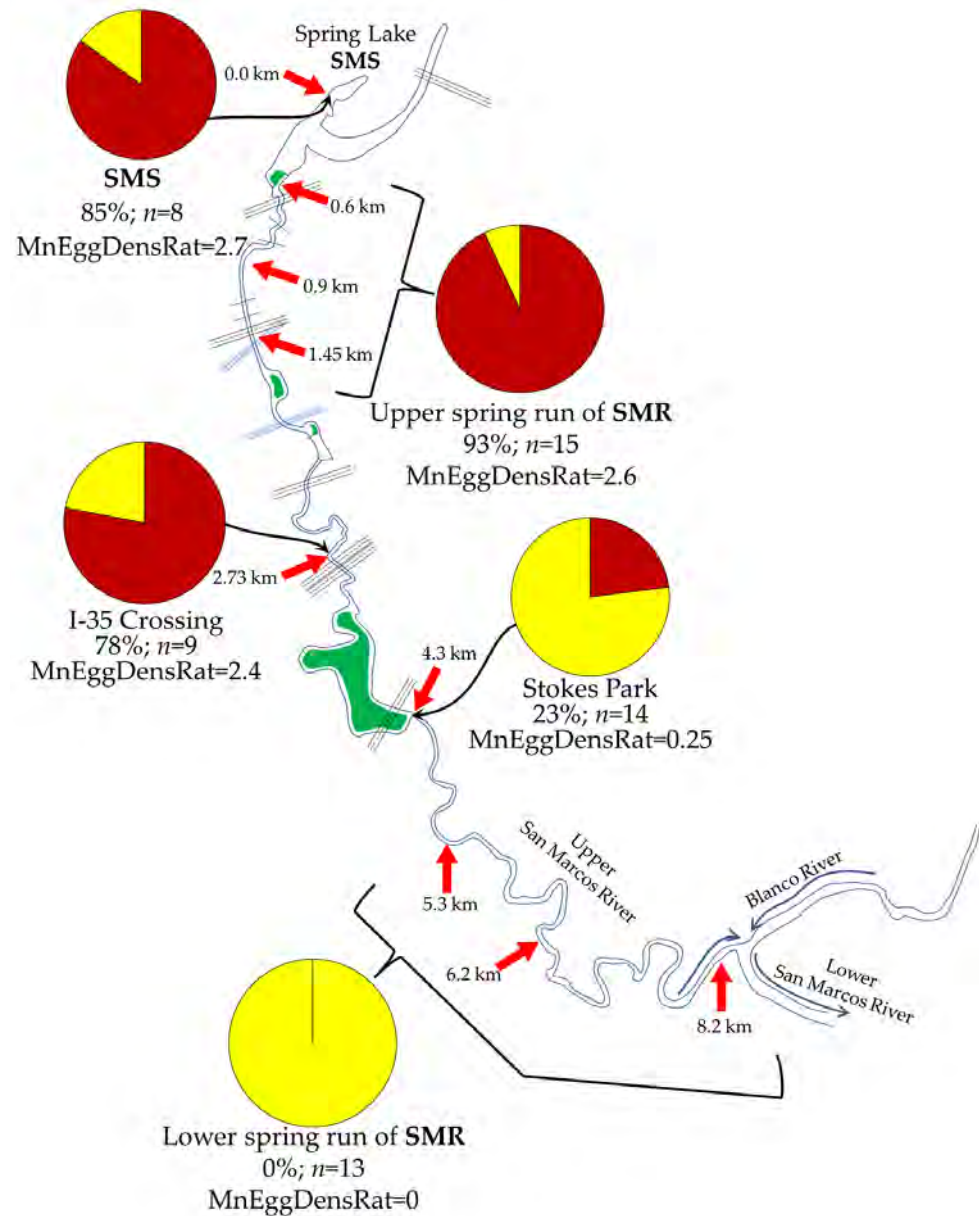 Spring Lake
SMS
0.0 km
SMS
85%; n=8
MnEggDensRat=2.7
0.6 km
0.9 km
1.45 km
Upper spring run of SMR
93%; n=15
MnEggDensRat=2.6
2.73 km
I-35 Crossing
78%; n=9
MnEggDensRat=2.4
4.3 km
Stokes Park
23%; n=14
MnEggDensRat=0.25
Upper
San Marcos River
5.3 km
6.2 km
Blanco River
Lower
San Marcos River
8.2 km
Lower spring run of SMR
0%; n=13
MnEggDensRat=0